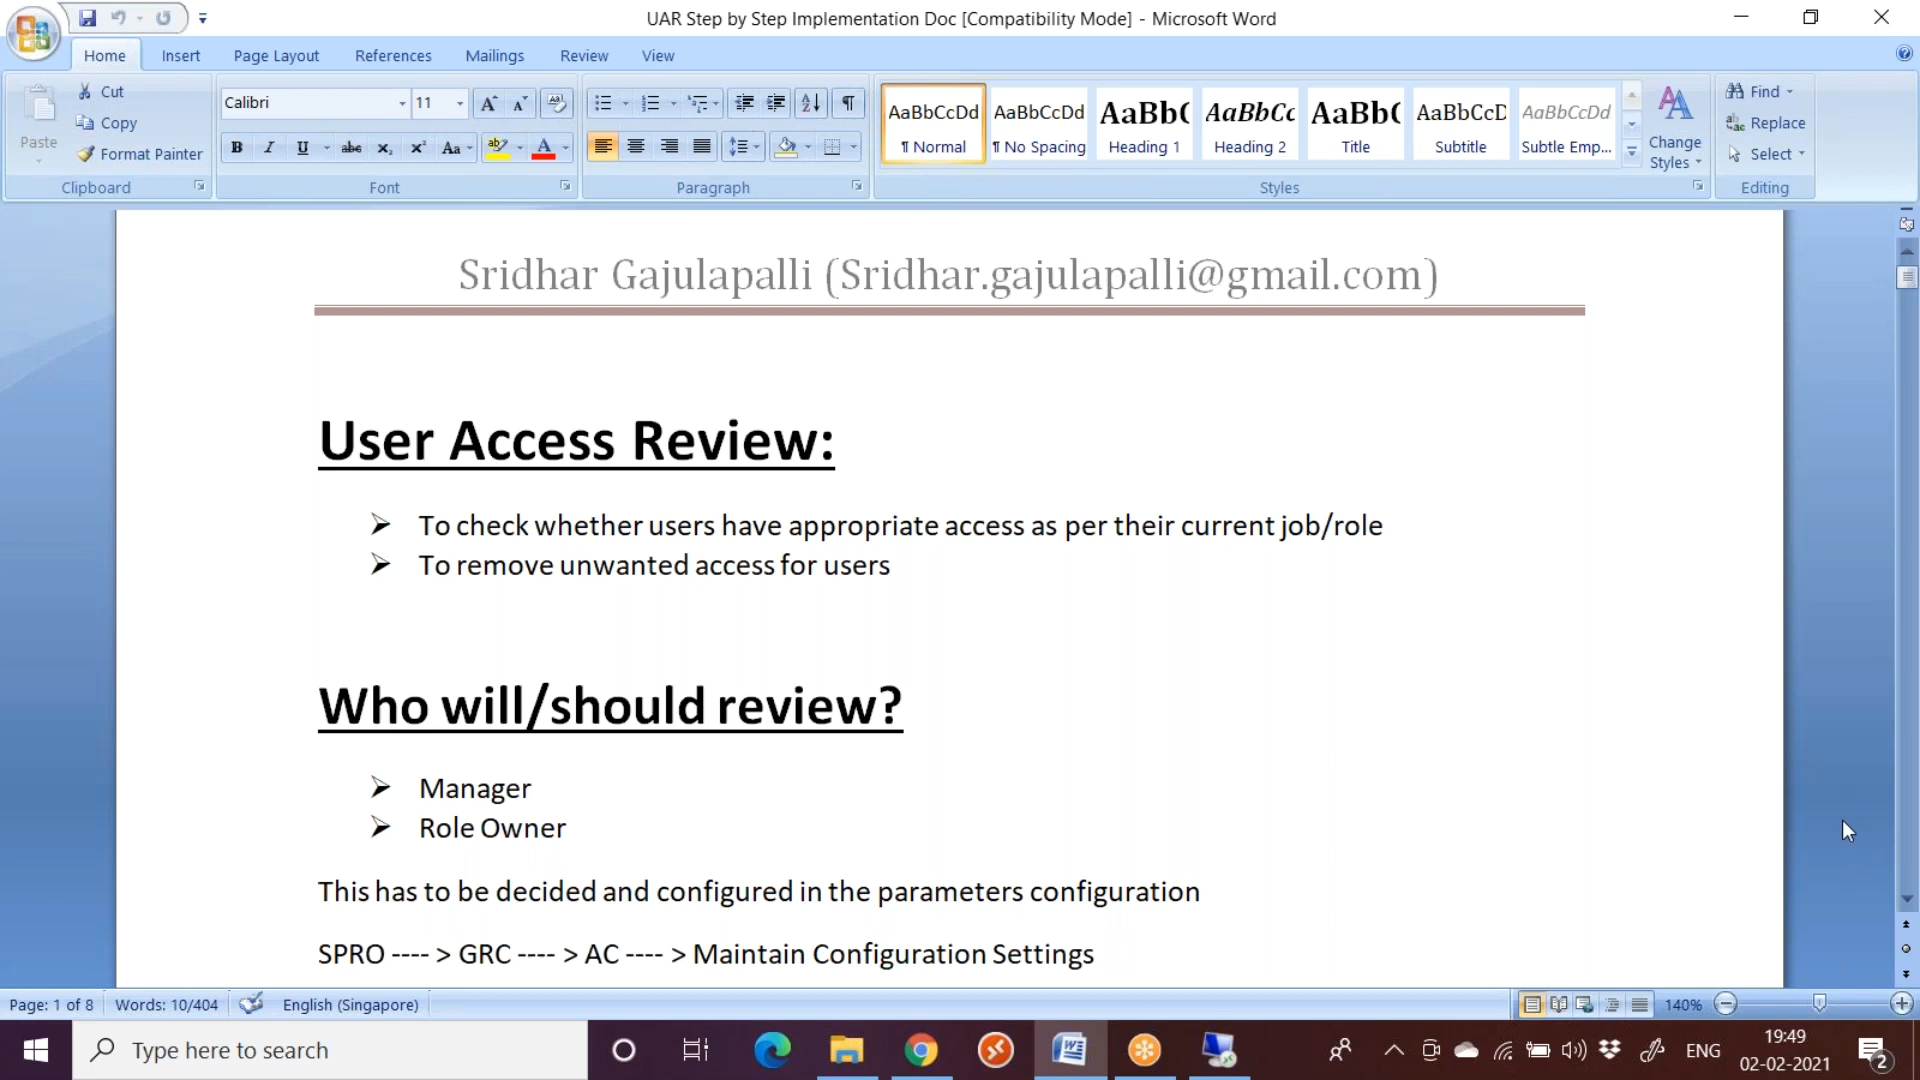 UAR Step by Step Implementation Doc [Compatibility Mode] - Microsoft Word
Home Insert Page Layout References Mailings Review View
Paste
Cut
Copy
Format Painter
Clipboard
Calibri 11
B I U abc x₂ x² Aa ab A
Font
Paragraph
AaBbCcDd AaBbCcDd AaBb( AaBbCc AaBb( AaBbCcD AaBbCcDd
¶ Normal ¶ No Spacing Heading 1 Heading 2 Title Subtitle Subtle Emp...
Change Styles
Styles
Find
Replace
Select
Editing
Sridhar Gajulapalli (Sridhar.gajulapalli@gmail.com)
User Access Review:
➢ To check whether users have appropriate access as per their current job/role
➢ To remove unwanted access for users
Who will/should review?
➢ Manager
➢ Role Owner
This has to be decided and configured in the parameters configuration
SPRO ---- > GRC ---- > AC ---- > Maintain Configuration Settings
Page: 1 of 8 Words: 10/404 English (Singapore) 140%
Type here to search
ENG
19:49
02-02-2021
2